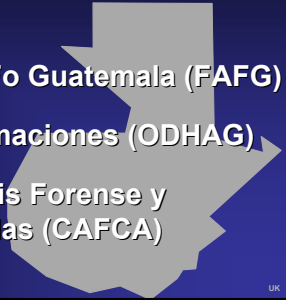 o Guatemala (FAFG)
maciones (ODHAG)
is Forense y
as (CAFCA)
UK